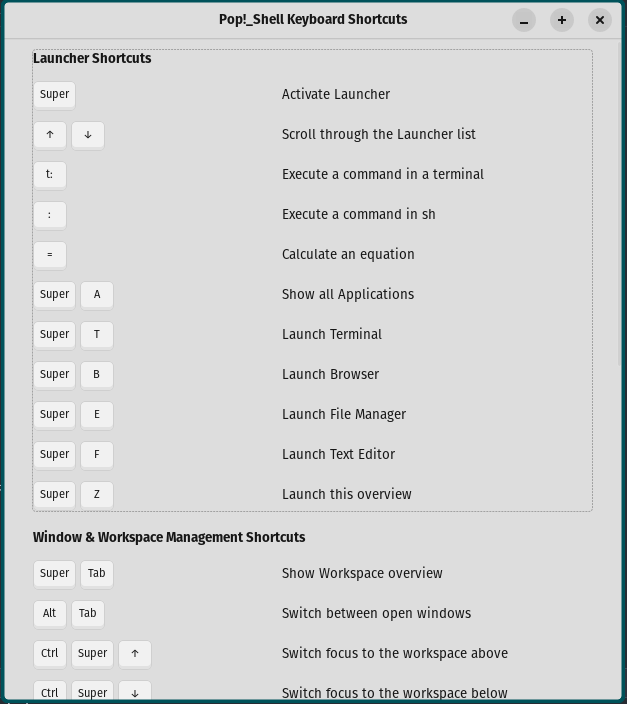 Pop!_Shell Keyboard Shortcuts
Launcher Shortcuts
Super Activate Launcher
↑ ↓ Scroll through the Launcher list
t: Execute a command in a terminal
: Execute a command in sh
= Calculate an equation
Super A Show all Applications
Super T Launch Terminal
Super B Launch Browser
Super E Launch File Manager
Super F Launch Text Editor
Super Z Launch this overview
Window & Workspace Management Shortcuts
Super Tab Show Workspace overview
Alt Tab Switch between open windows
Ctrl Super ↑ Switch focus to the workspace above
Ctrl Super ↓ Switch focus to the workspace below